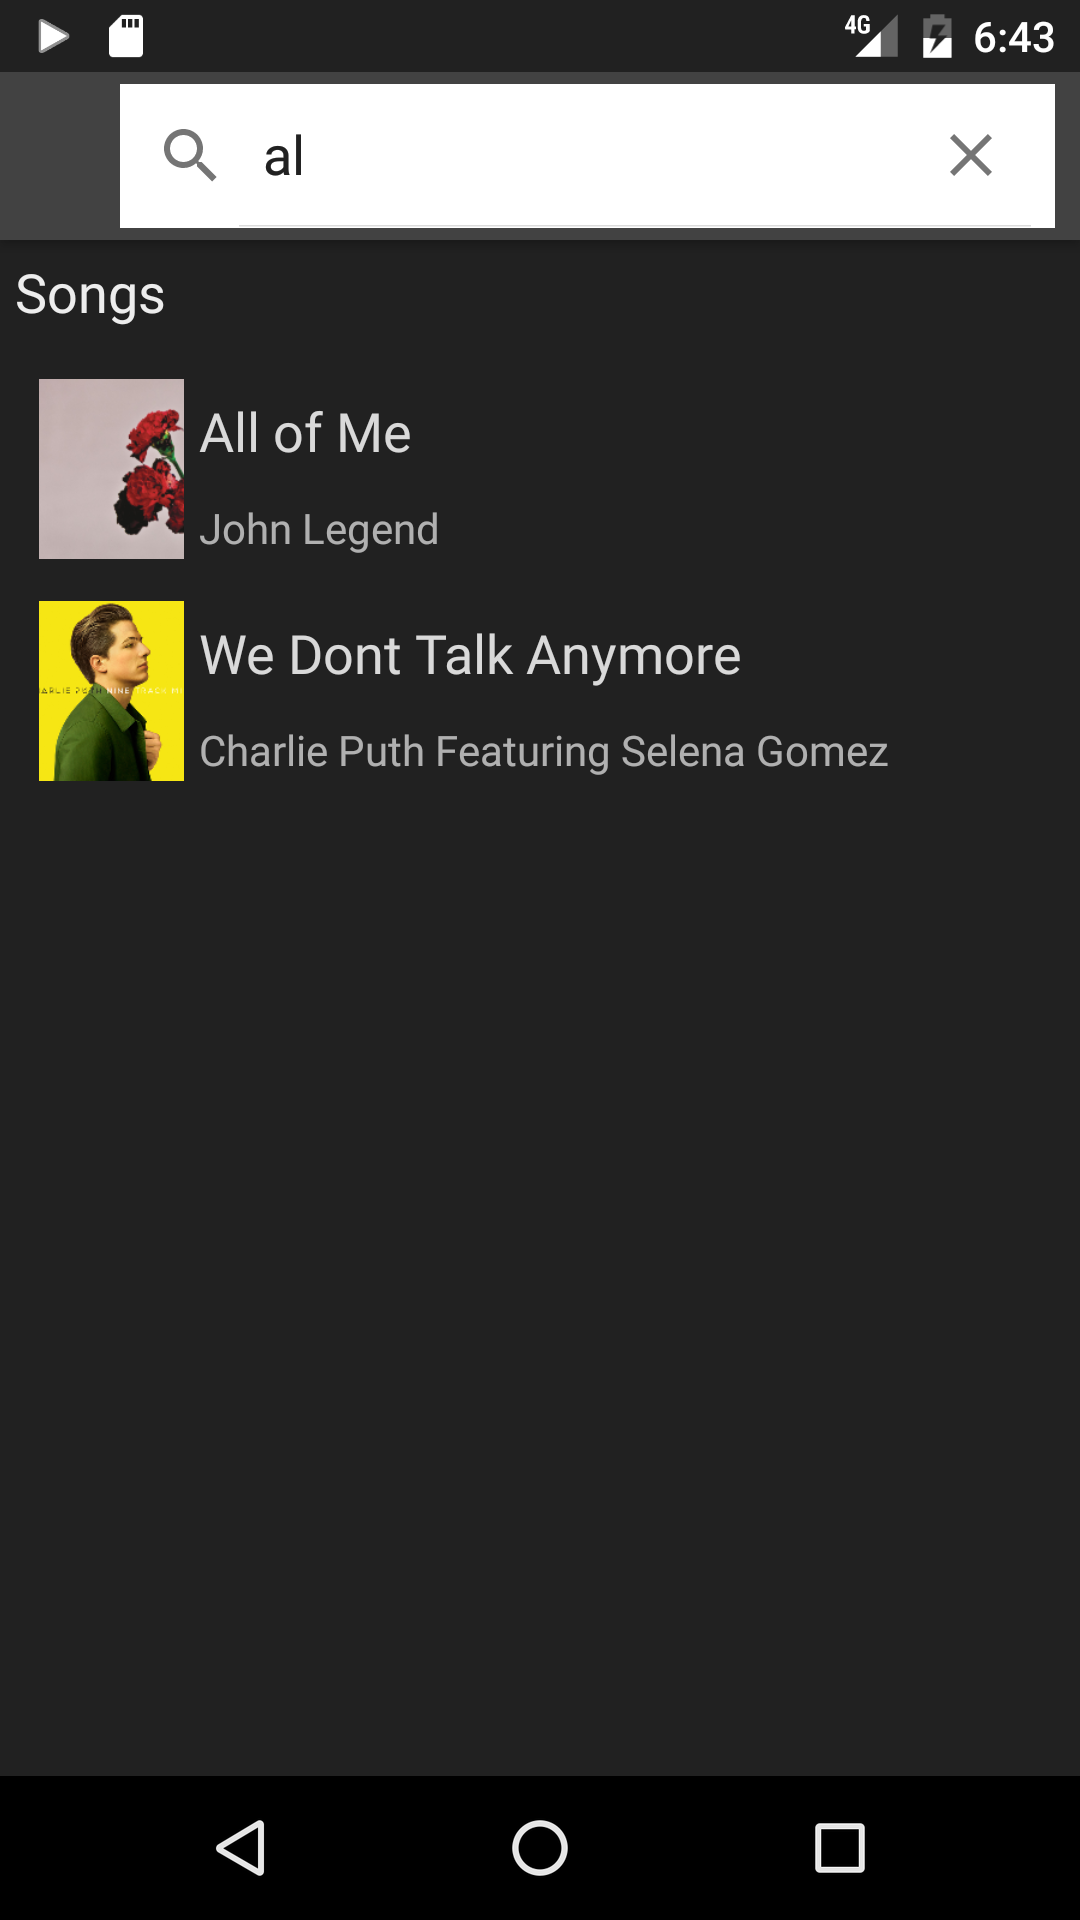 4G 6:43
al
Songs
All of Me
John Legend
We Dont Talk Anymore
Charlie Puth Featuring Selena Gomez